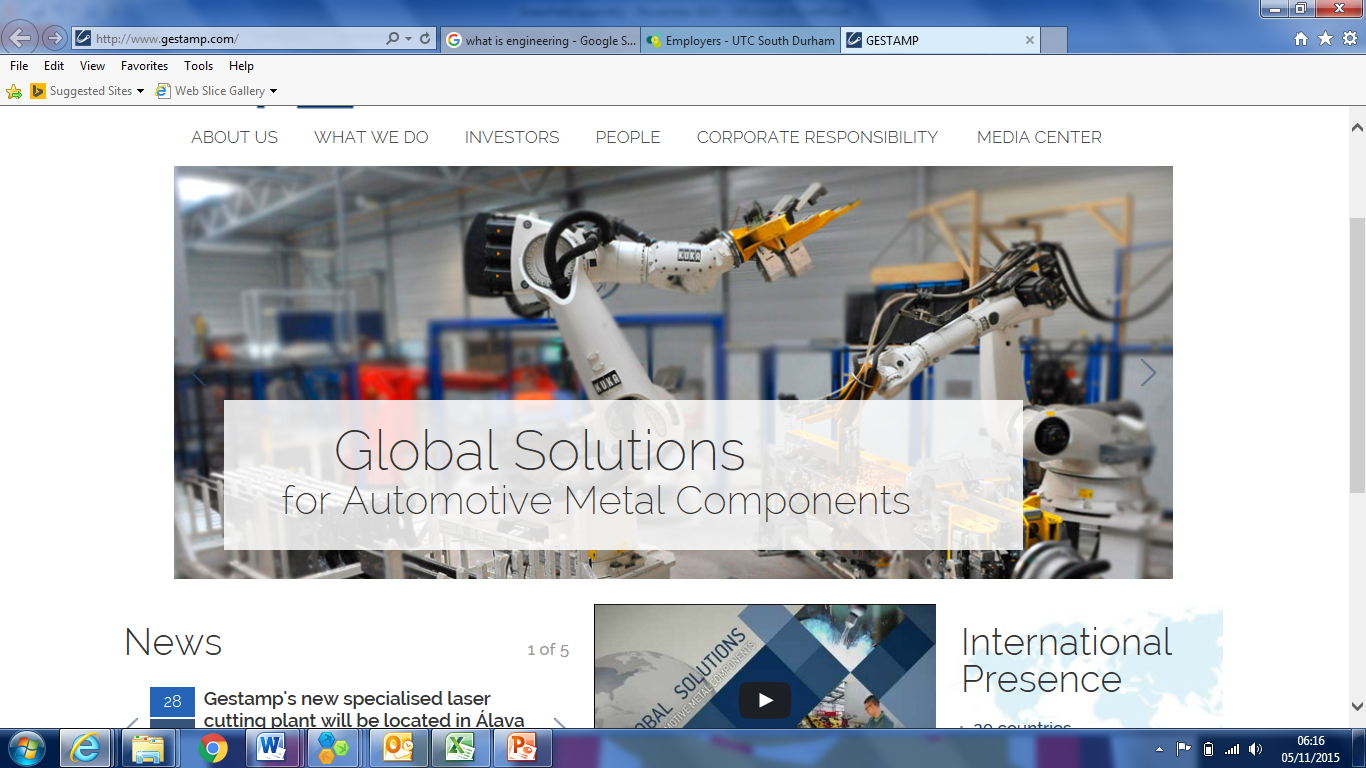 http://www.gestamp.com/
what is engineering - Google S...
Employers - UTC South Durham
GESTAMP
File Edit View Favorites Tools Help
Suggested Sites
Web Slice Gallery
ABOUT US WHAT WE DO INVESTORS PEOPLE CORPORATE RESPONSIBILITY MEDIA CENTER
KUKA
KUKA
Global Solutions
for Automotive Metal Components
News
1 of 5
28
Gestamp's new specialised laser
cutting plant will be located in Álava
GLOBAL SOLUTIONS
International
Presence
20 countries
06:16
05/11/2015